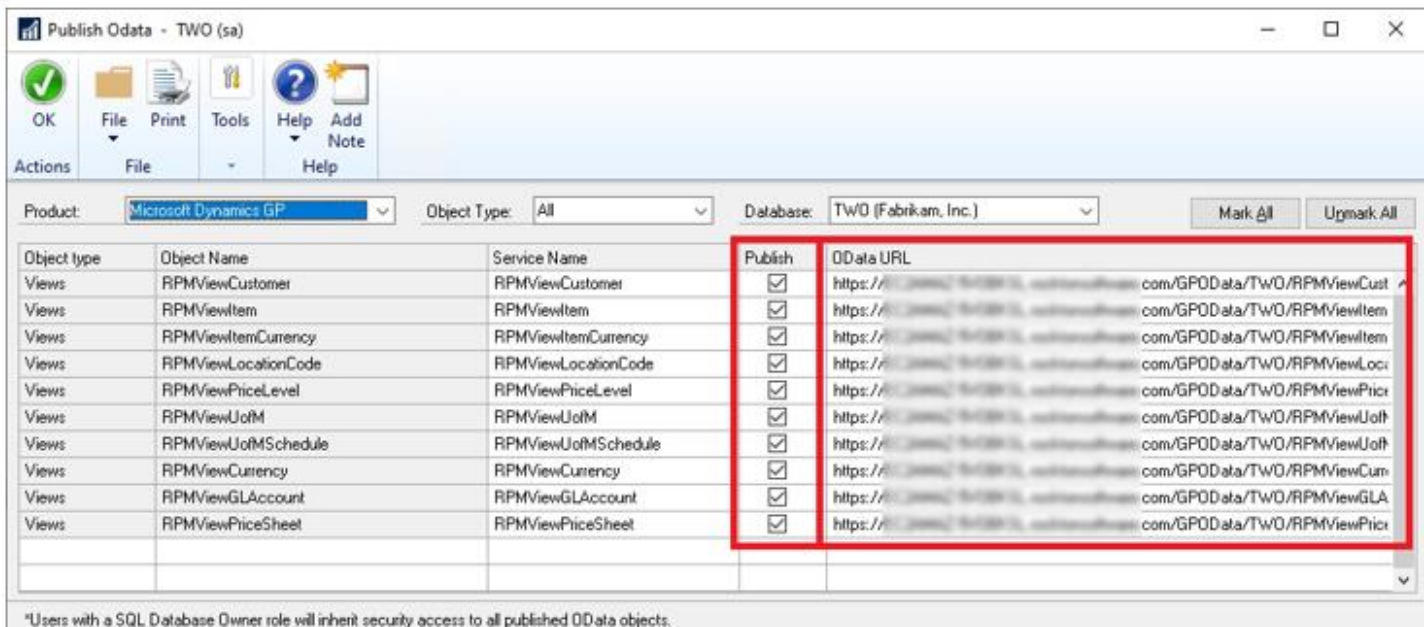 Publish Odata - TWO (sa)
OK File Print Tools Help Add Note
Actions File Help
Product: Microsoft Dynamics GP Object Type: All Database: TWO (Fabrikam, Inc.) Mark All Unmark All
Object type Object Name Service Name Publish OData URL
Views RPMViewCustomer RPMViewCustomer https:// com/GPOData/TWO/RPMViewCust
Views RPMViewItem RPMViewItem https:// com/GPOData/TWO/RPMViewItem
Views RPMViewItemCurrency RPMViewItemCurrency https:// com/GPOData/TWO/RPMViewItem
Views RPMViewLocationCode RPMViewLocationCode https:// com/GPOData/TWO/RPMViewLoca
Views RPMViewPriceLevel RPMViewPriceLevel https:// com/GPOData/TWO/RPMViewPrice
Views RPMViewUofM RPMViewUofM https:// com/GPOData/TWO/RPMViewUofM
Views RPMViewUofMSchedule RPMViewUofMSchedule https:// com/GPOData/TWO/RPMViewUofM
Views RPMViewCurrency RPMViewCurrency https:// com/GPOData/TWO/RPMViewCurr
Views RPMViewGLAccount RPMViewGLAccount https:// com/GPOData/TWO/RPMViewGLA
Views RPMViewPriceSheet RPMViewPriceSheet https:// com/GPOData/TWO/RPMViewPrice
*Users with a SQL Database Owner role will inherit security access to all published OData objects.